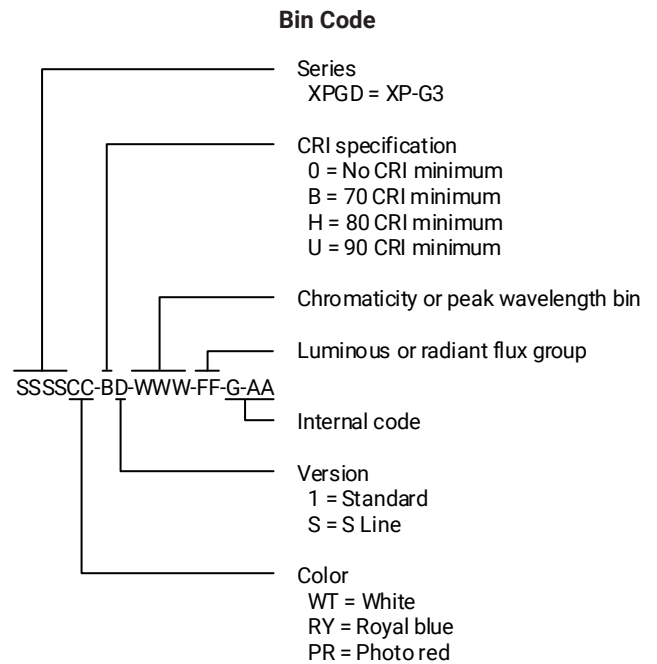 Bin Code
Series
XPGD = XP-G3
CRI specification
0 = No CRI minimum
B = 70 CRI minimum
H = 80 CRI minimum
U = 90 CRI minimum
Chromaticity or peak wavelength bin
Luminous or radiant flux group
SSSSCC-BD-WWW-FF-G-AA
Internal code
Version
1 = Standard
S = S Line
Color
WT = White
RY = Royal blue
PR = Photo red